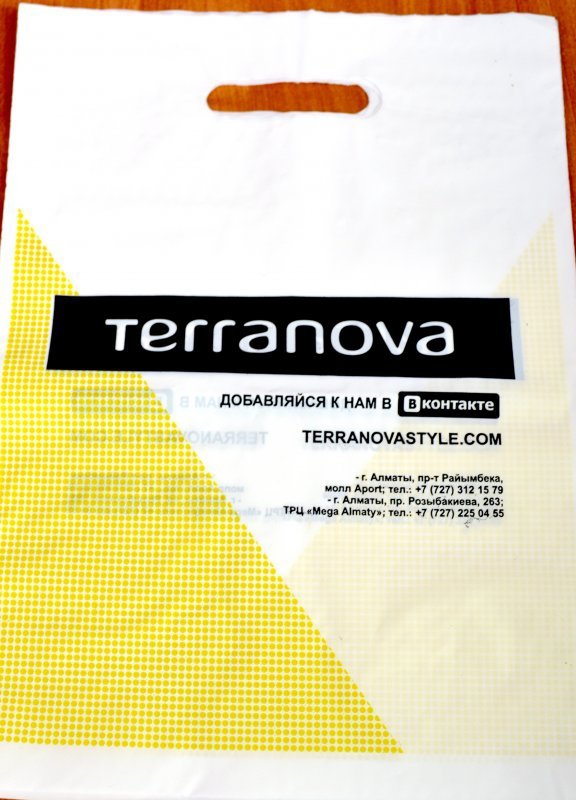 Terranova
ДОБАВЛЯЙСЯ К НАМ В В контакте
TERRANOVASTYLE.COM
- г. Алматы, пр-т Райымбека,
молл Aport; тел.: +7 (727) 312 15 79
- г. Алматы, пр. Розыбакиева, 263;
ТРЦ «Mega Almaty»; тел.: +7 (727) 225 04 55